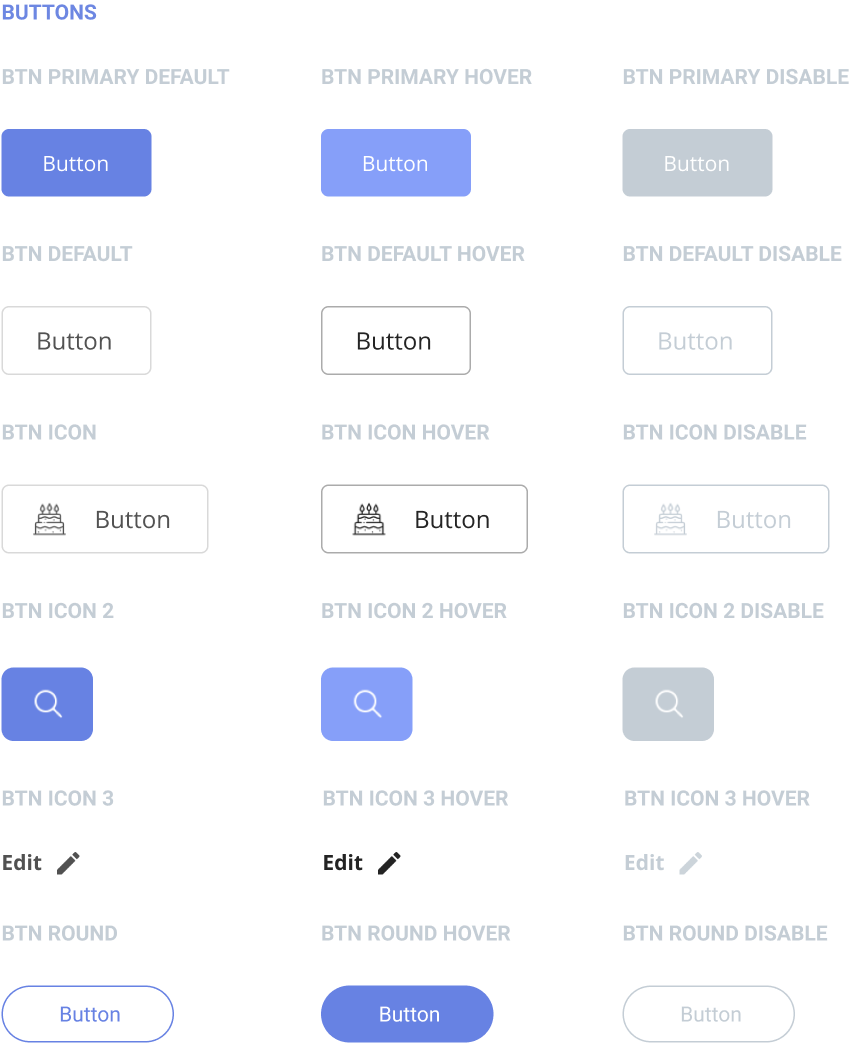 BUTTONS
BTN PRIMARY DEFAULT BTN PRIMARY HOVER BTN PRIMARY DISABLE
Button Button Button
BTN DEFAULT BTN DEFAULT HOVER BTN DEFAULT DISABLE
Button Button Button
BTN ICON BTN ICON HOVER BTN ICON DISABLE
Button Button Button
BTN ICON 2 BTN ICON 2 HOVER BTN ICON 2 DISABLE
BTN ICON 3 BTN ICON 3 HOVER BTN ICON 3 HOVER
Edit Edit Edit
BTN ROUND BTN ROUND HOVER BTN ROUND DISABLE
Button Button Button